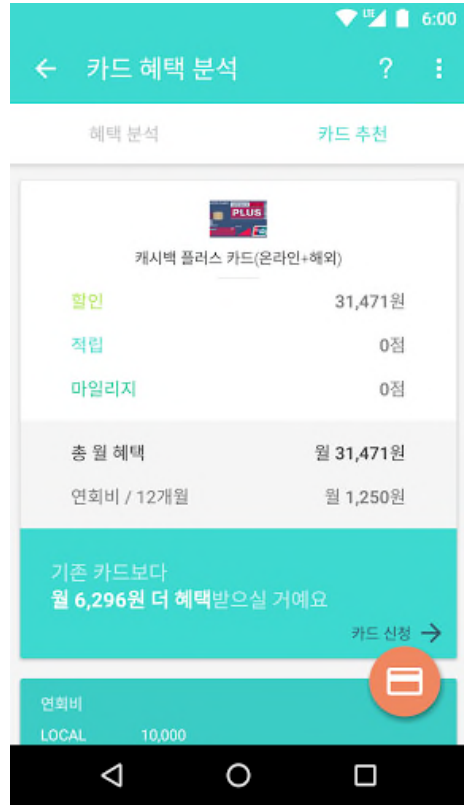 LTE 6:00
카드 혜택 분석 ?
혜택 분석 카드 추천
PLUS
캐시백 플러스 카드(온라인+해외)
할인 31,471원
적립 0점
마일리지 0점
총 월 혜택 월 31,471원
연회비 / 12개월 월 1,250원
기존 카드보다
월 6,296원 더 혜택받으실 거예요
카드 신청
연회비
LOCAL 10,000